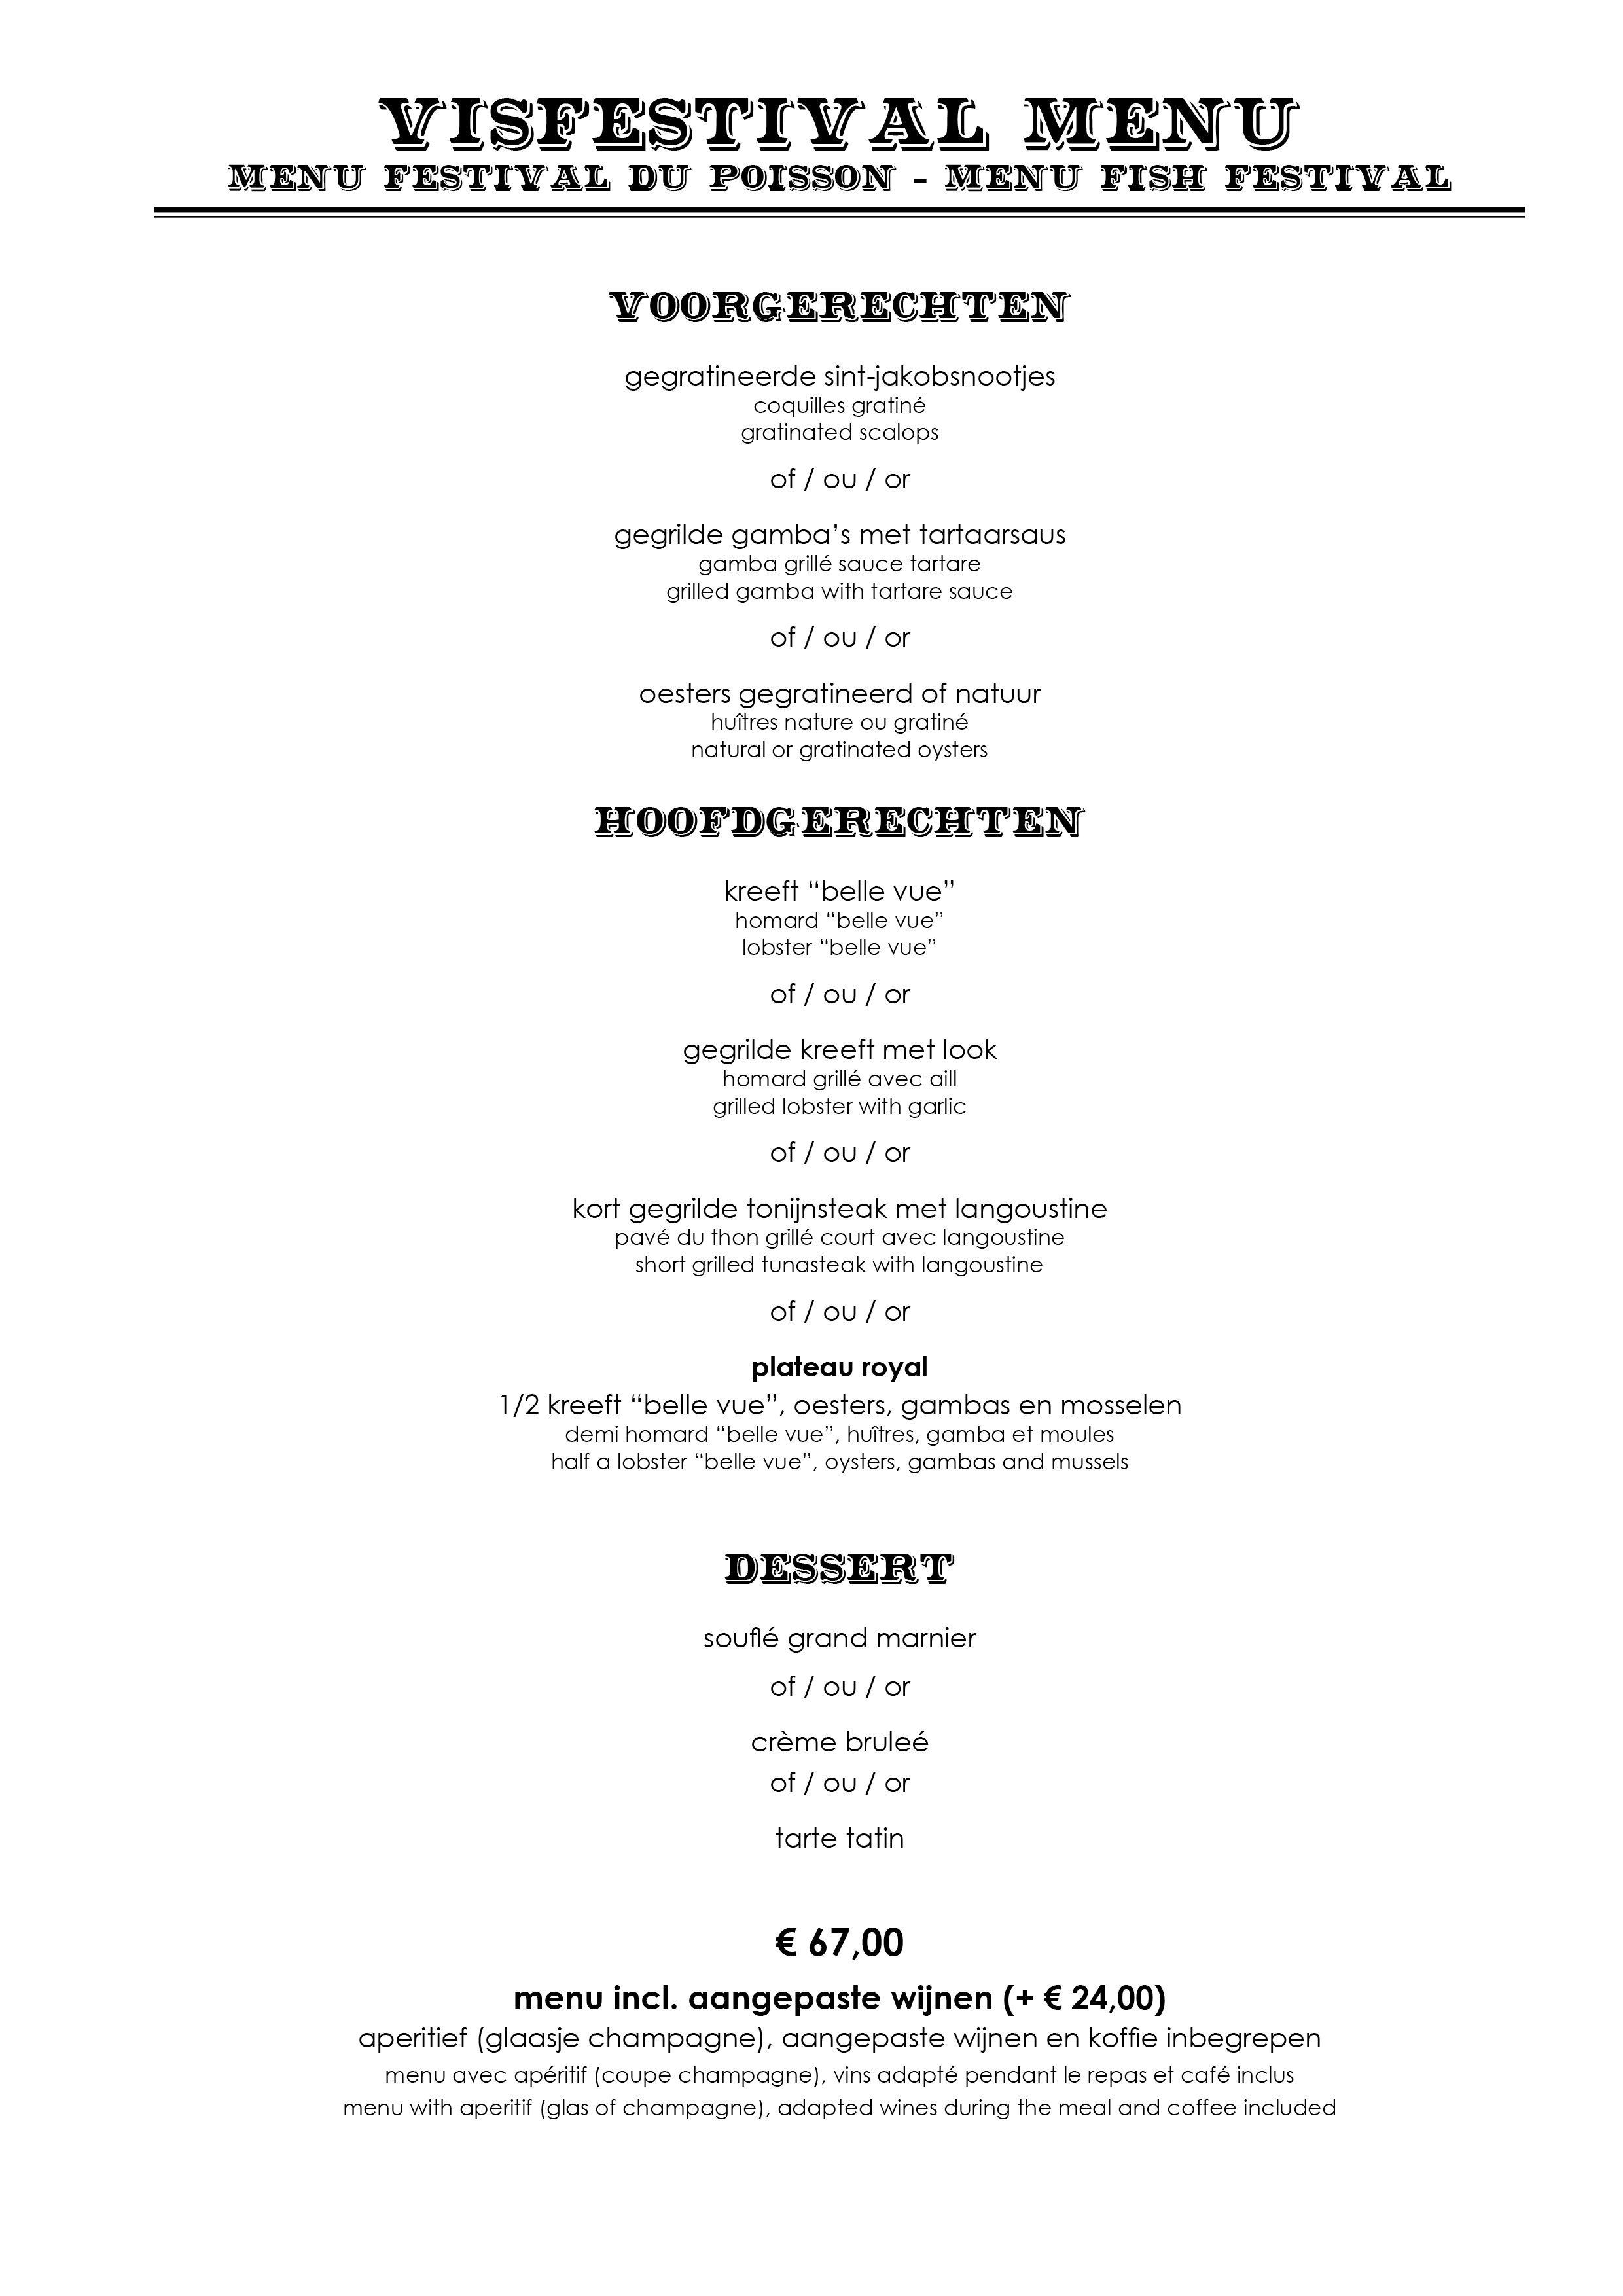 VISFESTIVAL MENU
MENU FESTIVAL DU POISSON - MENU FISH FESTIVAL
VOORGERECHTEN
gegratineerde sint-jakobsnootjes
coquilles gratiné
gratinated scalops
of / ou / or
gegrilde gamba’s met tartaarsaus
gamba grillé sauce tartare
grilled gamba with tartare sauce
of / ou / or
oesters gegratineerd of natuur
huîtres nature ou gratiné
natural or gratinated oysters
HOOFDGERECHTEN
kreeft “belle vue”
homard “belle vue”
lobster “belle vue”
of / ou / or
gegrilde kreeft met look
homard grillé avec aill
grilled lobster with garlic
of / ou / or
kort gegrilde tonijnsteak met langoustine
pavé du thon grillé court avec langoustine
short grilled tunasteak with langoustine
of / ou / or
plateau royal
1/2 kreeft “belle vue”, oesters, gambas en mosselen
demi homard “belle vue”, huîtres, gamba et moules
half a lobster “belle vue”, oysters, gambas and mussels
DESSERT
souflé grand marnier
of / ou / or
crème bruleé
of / ou / or
tarte tatin
€ 67,00
menu incl. aangepaste wijnen (+ € 24,00)
aperitief (glaasje champagne), aangepaste wijnen en koffie inbegrepen
menu avec apéritif (coupe champagne), vins adapté pendant le repas et café inclus
menu with aperitif (glas of champagne), adapted wines during the meal and coffee included